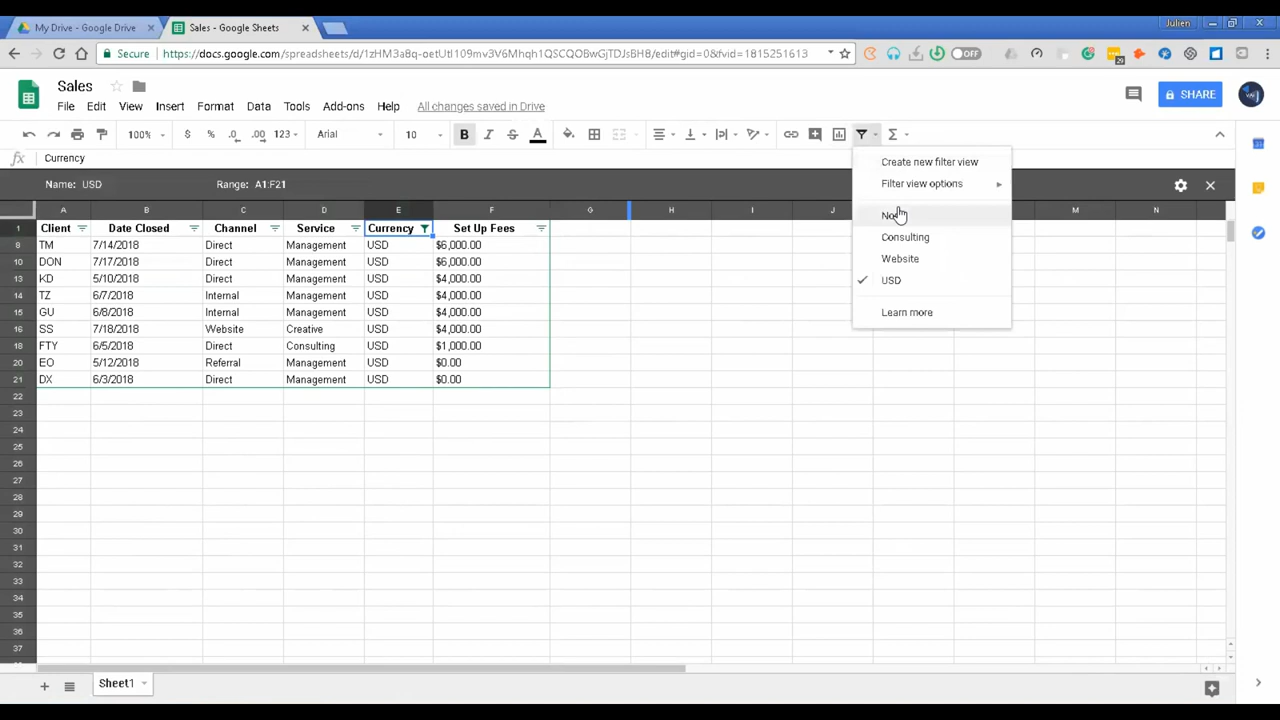 Julien
My Drive - Google Drive
Sales - Google Sheets
Secure
https://docs.google.com/spreadsheets/d/1zHM3a8q-oetUtl109mv3V6Mhqh1QSCQOBwGjTDJsBH8/edit#gid=0&fvid=1815251613
OFF
29
Sales
File Edit View Insert Format Data Tools Add-ons Help All changes saved in Drive
SHARE
100% $ % .0 .00 123 Arial 10 B I S A Σ
fx Currency
Create new filter view
Name: USD Range: A1:F21
Filter view options
A B C D E F G H I J M N
1 Client Date Closed Channel Service Currency Set Up Fees
8 TM 7/14/2018 Direct Management USD $6,000.00
10 DON 7/17/2018 Direct Management USD $6,000.00
13 KD 5/10/2018 Direct Management USD $4,000.00
14 TZ 6/7/2018 Internal Management USD $4,000.00
15 GU 6/8/2018 Internal Management USD $4,000.00
16 SS 7/18/2018 Website Creative USD $4,000.00
18 FTY 6/5/2018 Direct Consulting USD $1,000.00
20 EO 5/12/2018 Referral Management USD $0.00
21 DX 6/3/2018 Direct Management USD $0.00
Consulting
Website
USD
Learn more
22
23
24
25
26
27
28
29
30
31
32
33
34
35
36
37
Sheet1